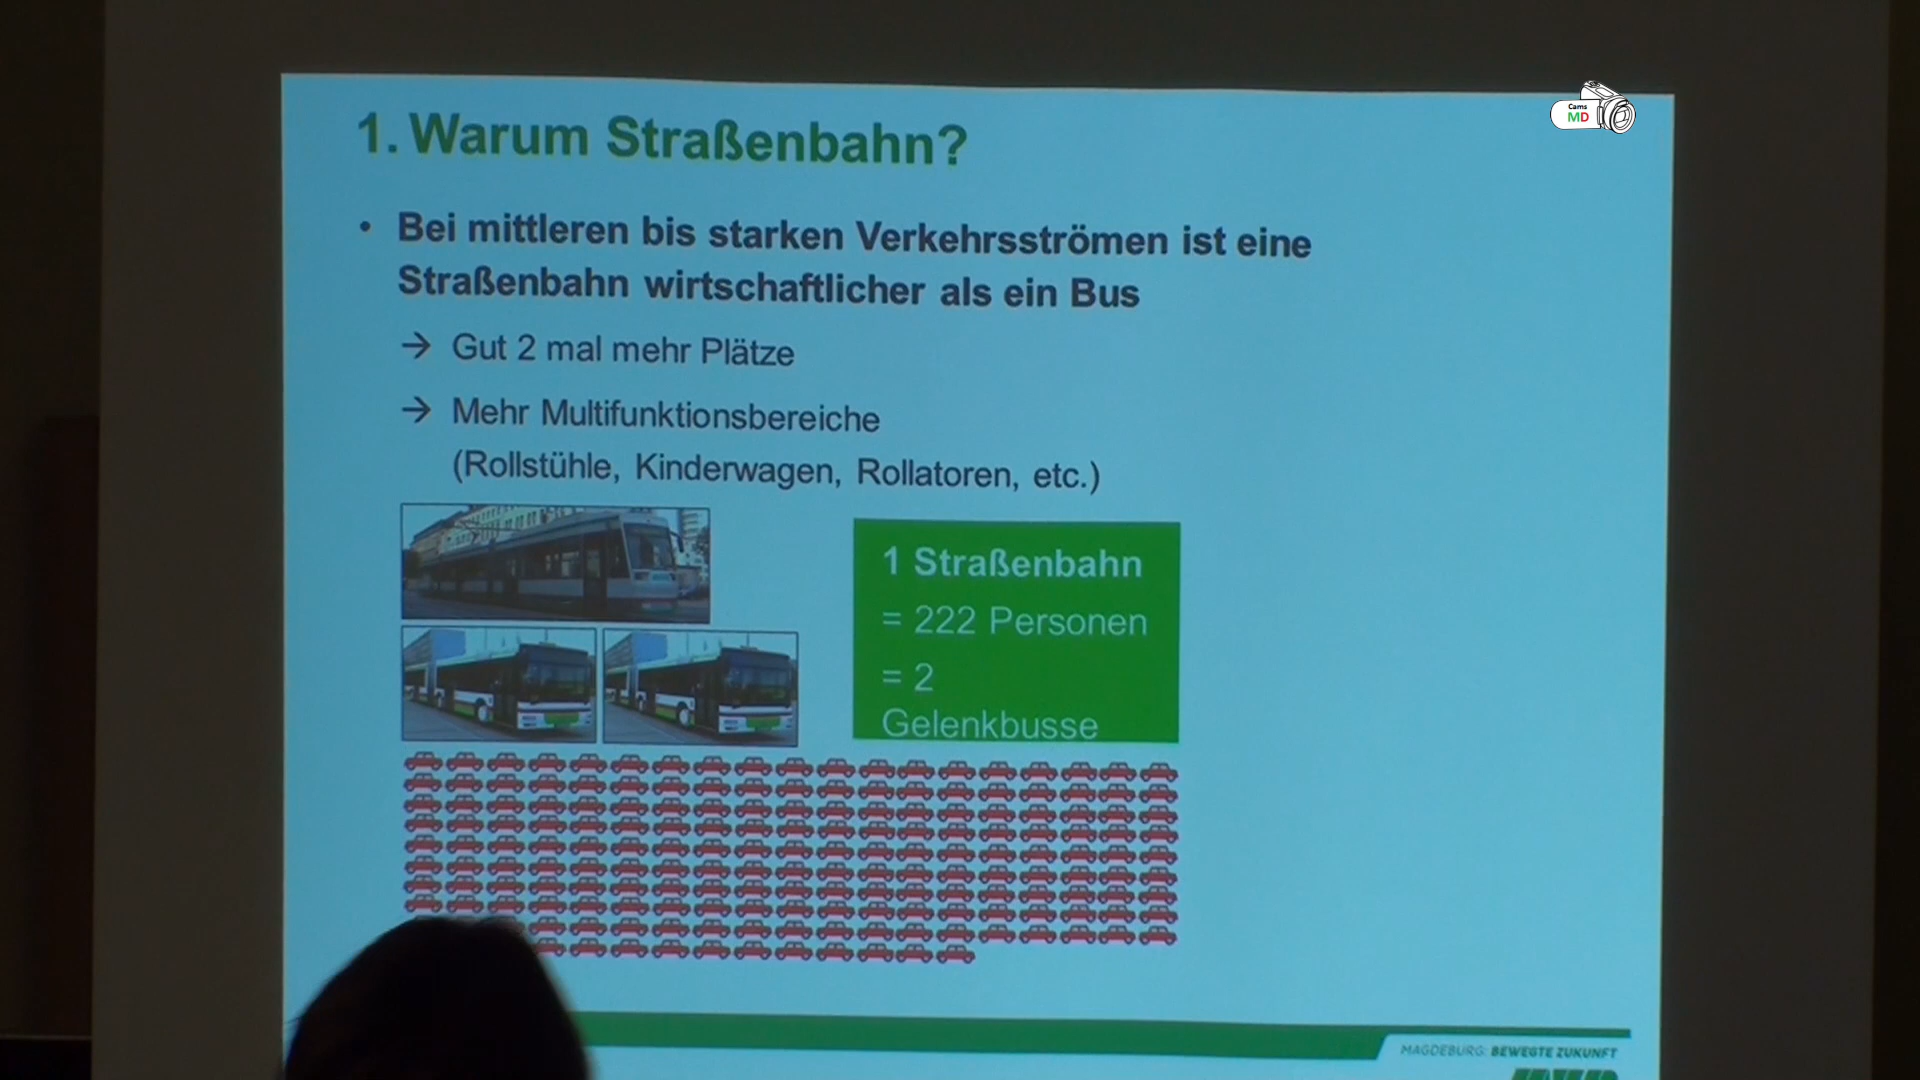 Cams
MD
1. Warum Straßenbahn?
• Bei mittleren bis starken Verkehrsströmen ist eine
Straßenbahn wirtschaftlicher als ein Bus
→ Gut 2 mal mehr Plätze
→ Mehr Multifunktionsbereiche
(Rollstühle, Kinderwagen, Rollatoren, etc.)
1 Straßenbahn
= 222 Personen
= 2
Gelenkbusse
MAGDEBURG: BEWEGTE ZUKUNFT